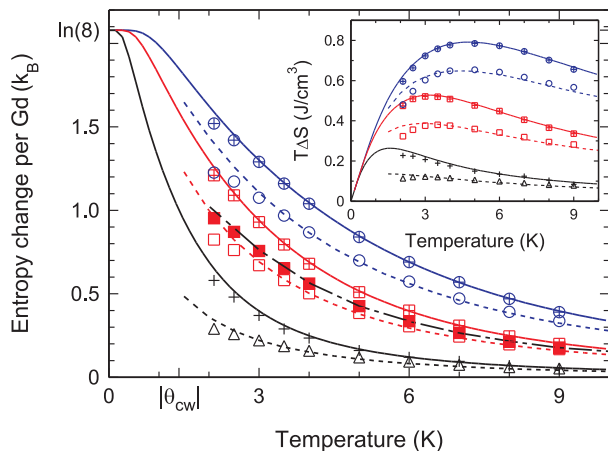 ln(8)
1.5
1.0
0.5
0
0
|θcw|
3
6
9
Temperature (K)
Entropy change per Gd (kB)
0.8
0.6
0.4
0.2
0
0
3
6
9
Temperature (K)
TΔS (J/cm³)